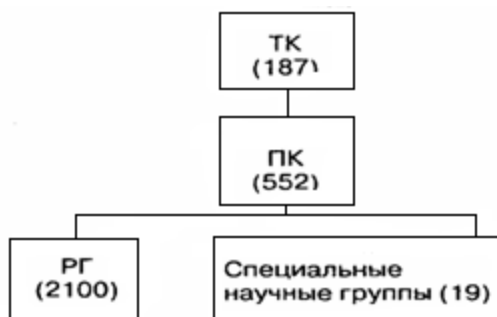 ТК
(187)
ПК
(552)
РГ
(2100)
Специальные
научные группы (19)